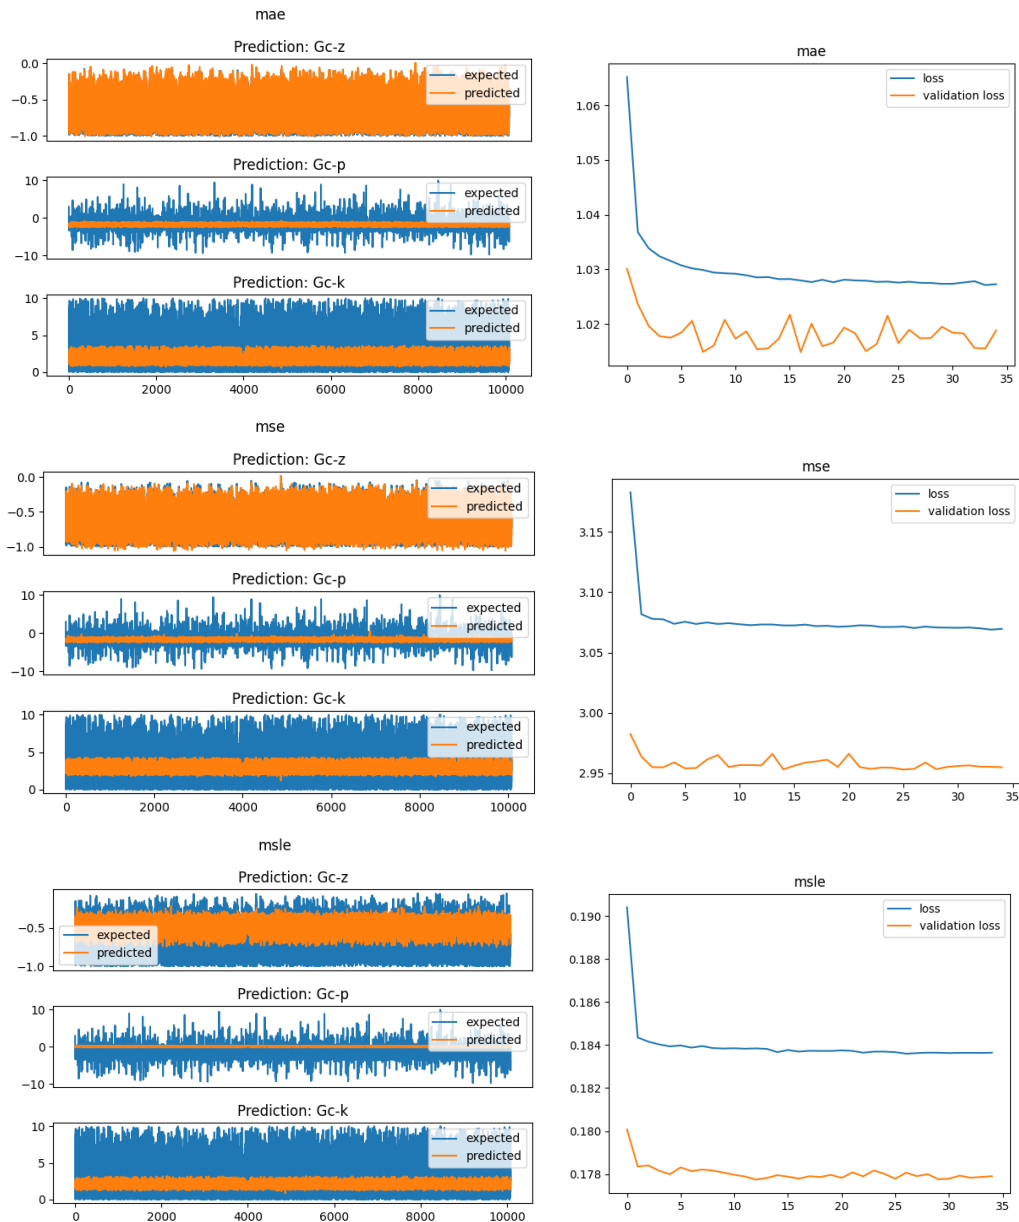 mae
Prediction: Gc-z
0.0
−0.5
−1.0
expected
predicted
Prediction: Gc-p
10
0
−10
expected
predicted
Prediction: Gc-k
10
5
0
expected
predicted
0 2000 4000 6000 8000 10000
mae
1.06
1.05
1.04
1.03
1.02
loss
validation loss
0 5 10 15 20 25 30 35
mse
Prediction: Gc-z
0.0
−0.5
−1.0
expected
predicted
Prediction: Gc-p
10
0
−10
expected
predicted
Prediction: Gc-k
10
5
0
expected
predicted
0 2000 4000 6000 8000 10000
mse
3.15
3.10
3.05
3.00
2.95
loss
validation loss
0 5 10 15 20 25 30 35
msle
Prediction: Gc-z
−0.5
−1.0
expected
predicted
Prediction: Gc-p
10
0
−10
expected
predicted
Prediction: Gc-k
10
5
0
expected
predicted
0 2000 4000 6000 8000 10000
msle
0.190
0.188
0.186
0.184
0.182
0.180
0.178
loss
validation loss
0 5 10 15 20 25 30 35